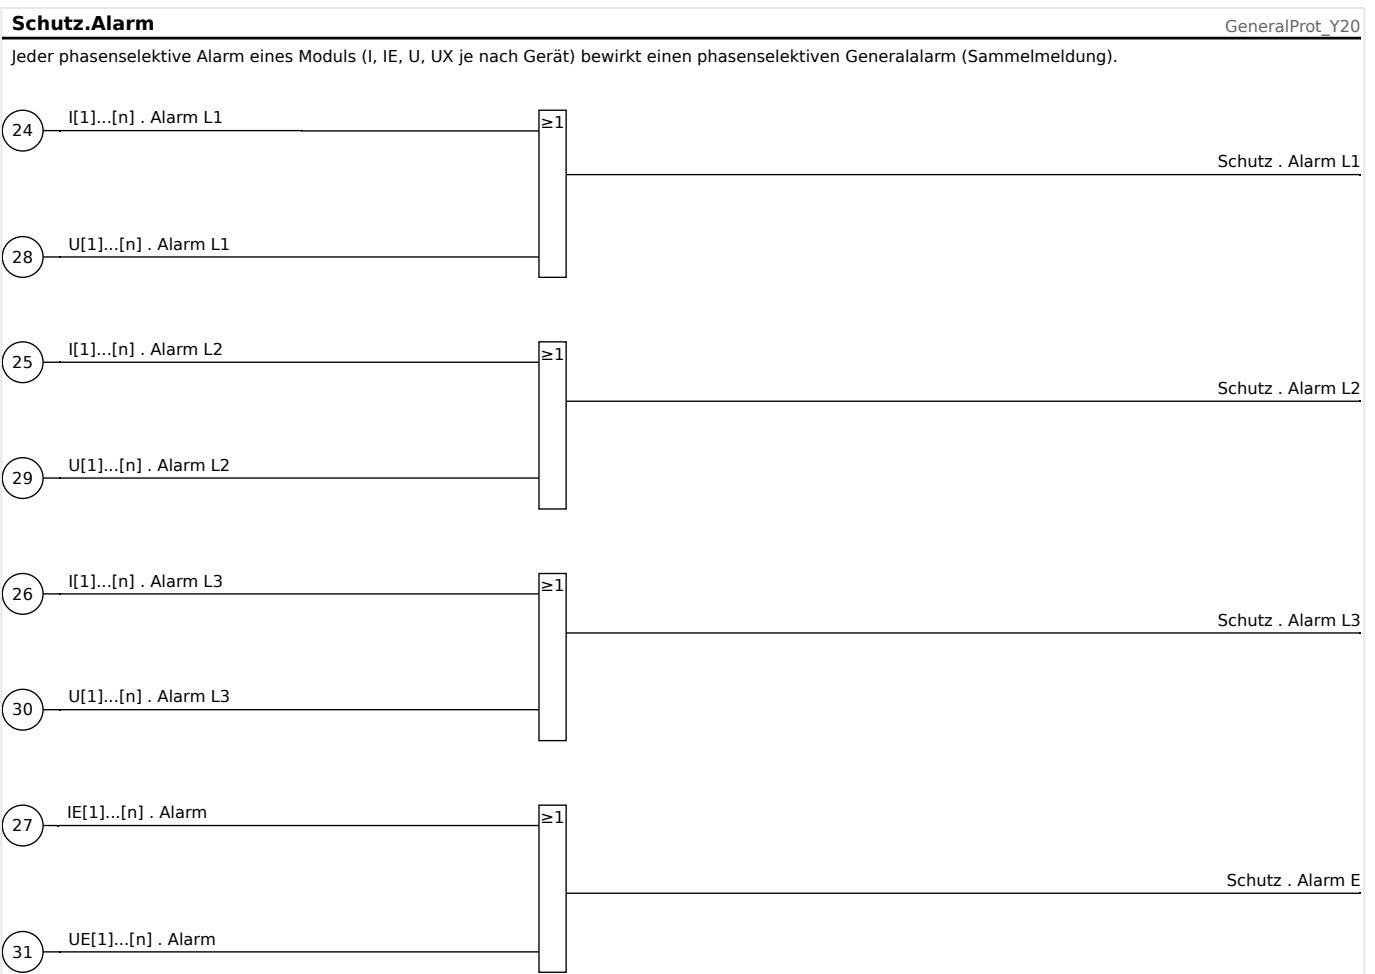 Schutz.Alarm
GeneralProt_Y20
Jeder phasenselektive Alarm eines Moduls (I, IE, U, UX je nach Gerät) bewirkt einen phasenselektiven Generalalarm (Sammelmeldung).
24
I[1]...[n] . Alarm L1
≥1
Schutz . Alarm L1
28
U[1]...[n] . Alarm L1
25
I[1]...[n] . Alarm L2
≥1
Schutz . Alarm L2
29
U[1]...[n] . Alarm L2
26
I[1]...[n] . Alarm L3
≥1
Schutz . Alarm L3
30
U[1]...[n] . Alarm L3
27
IE[1]...[n] . Alarm
≥1
Schutz . Alarm E
31
UE[1]...[n] . Alarm